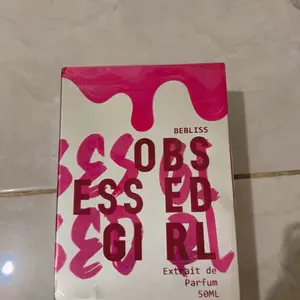 BEBLISS
OBS
ESS ED
GI RL
Extrait de
Parfum
50ML